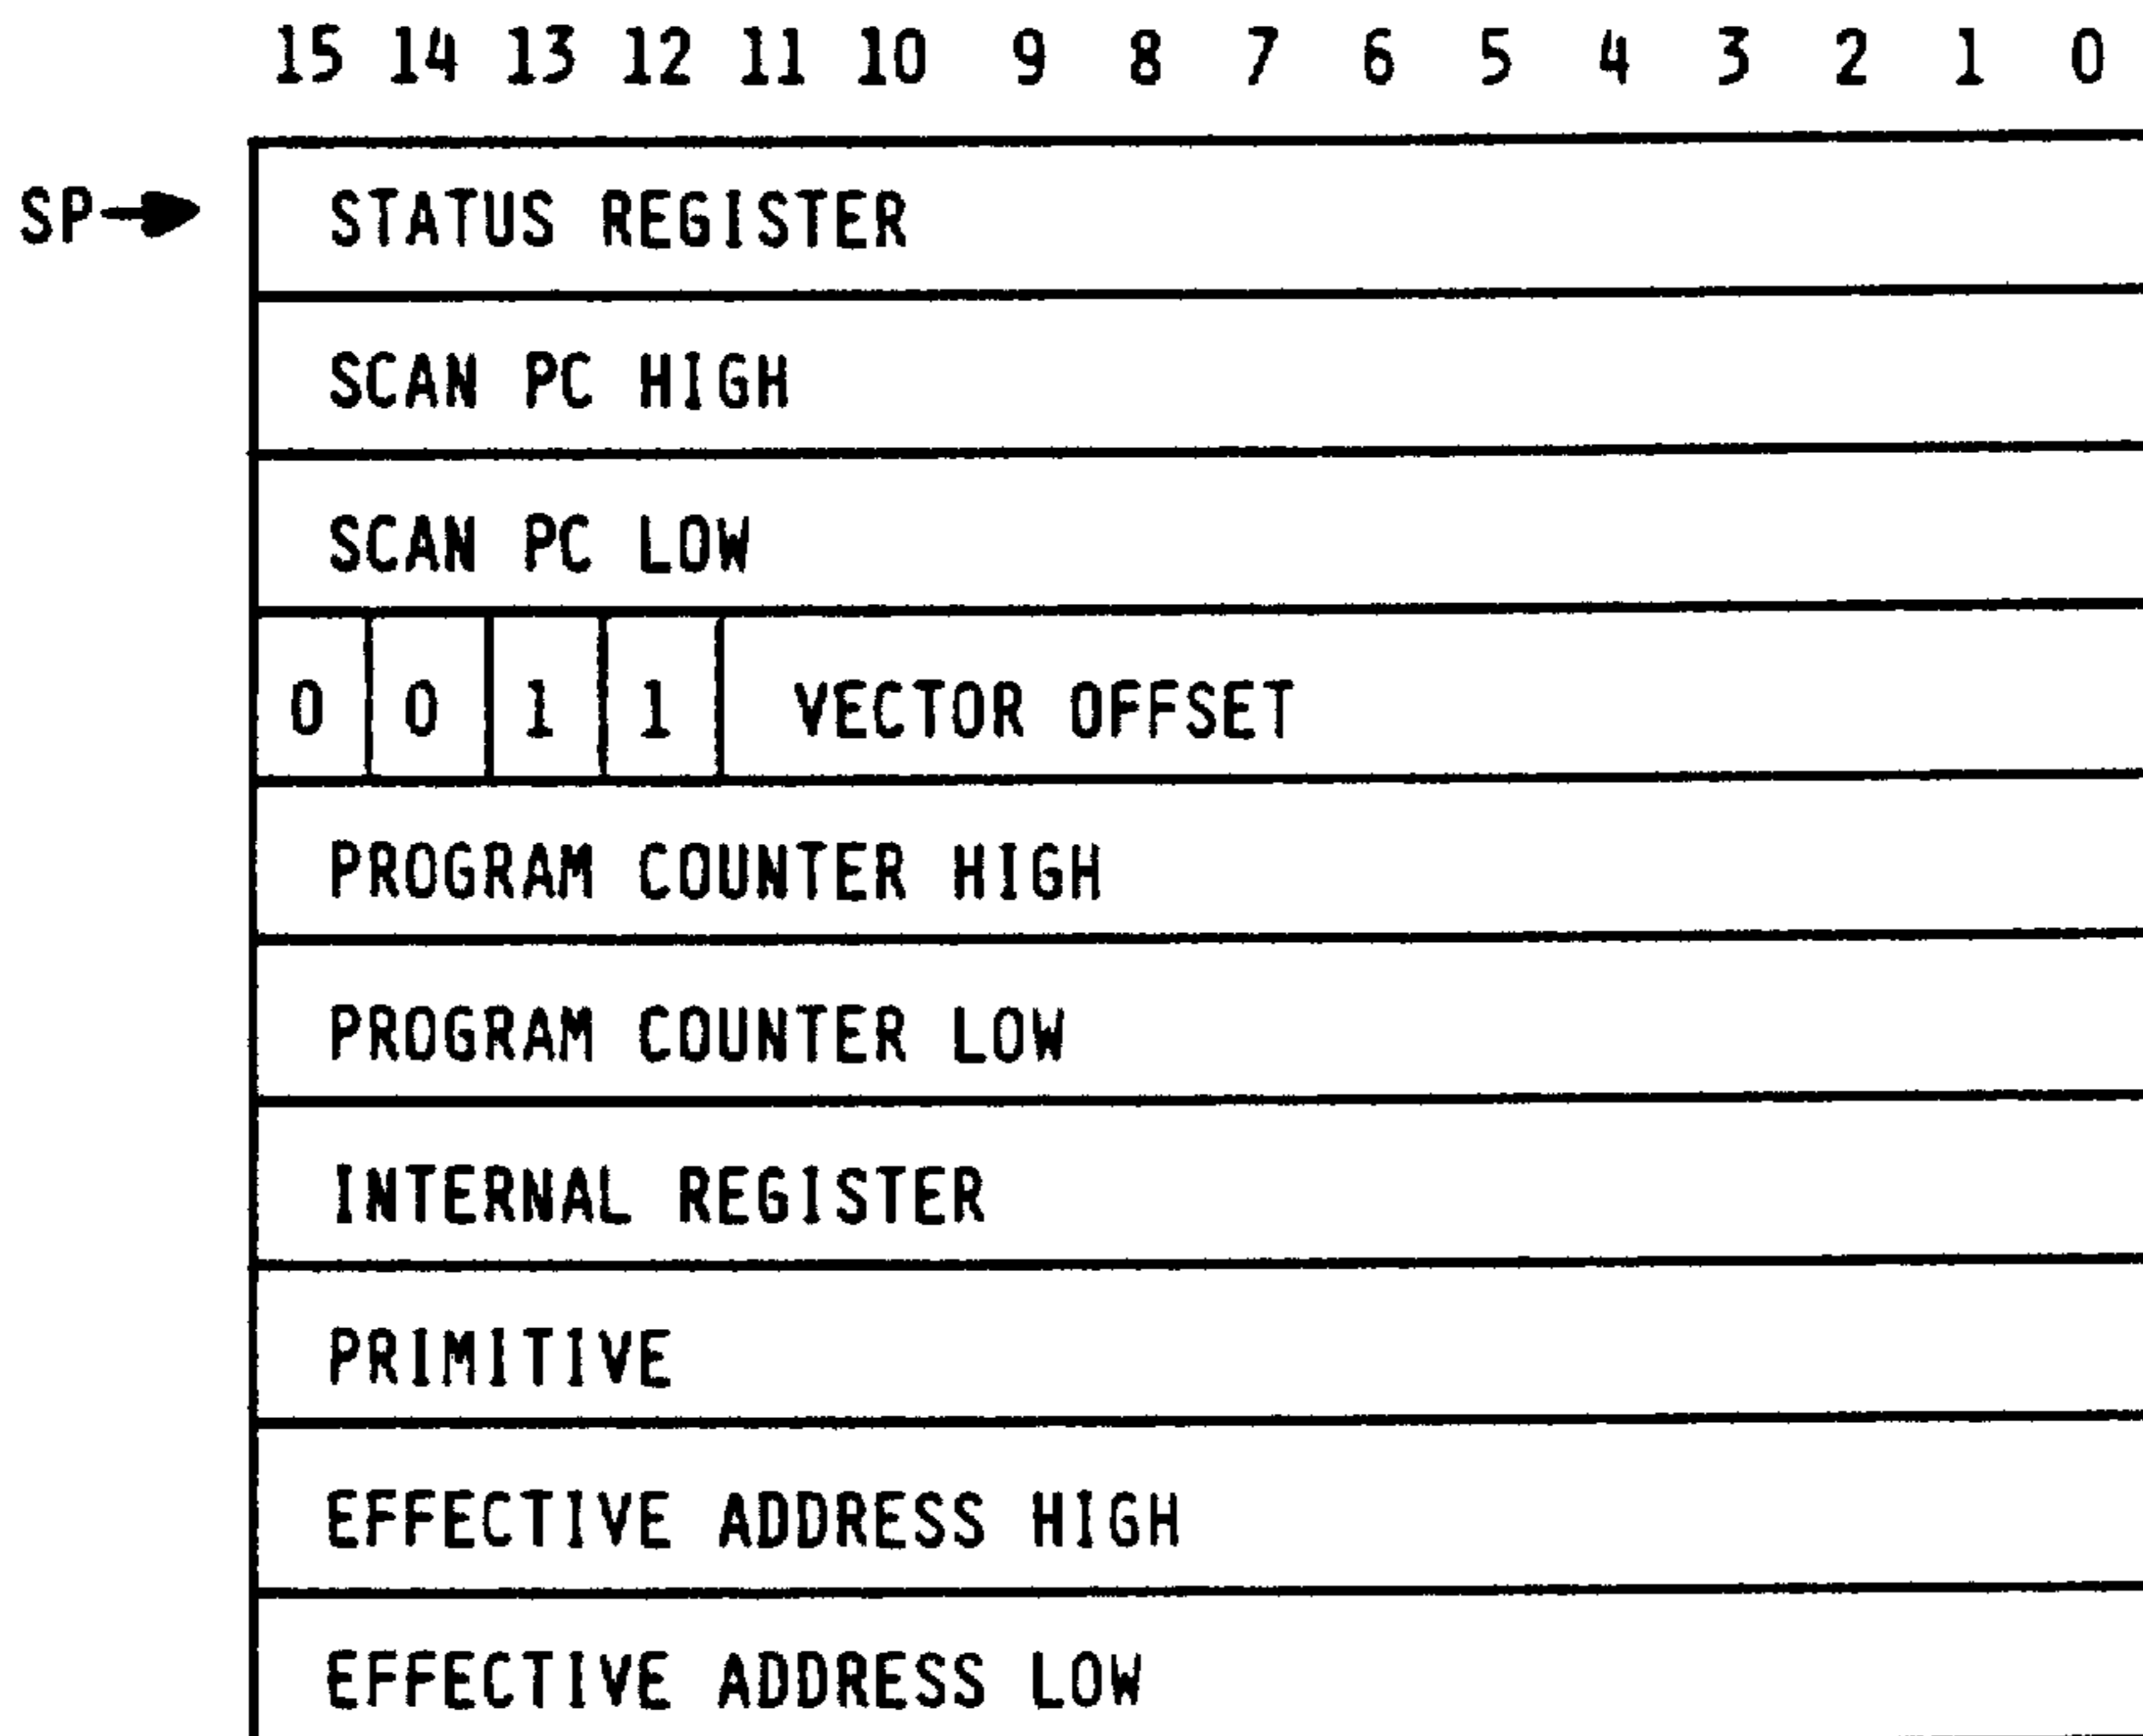 15 14 13 12 11 10 9 8 7 6 5 4 3 2 1 0
SP STATUS REGISTER
SCAN PC HIGH
SCAN PC LOW
0 0 1 1 VECTOR OFFSET
PROGRAM COUNTER HIGH
PROGRAM COUNTER LOW
INTERNAL REGISTER
PRIMITIVE
EFFECTIVE ADDRESS HIGH
EFFECTIVE ADDRESS LOW